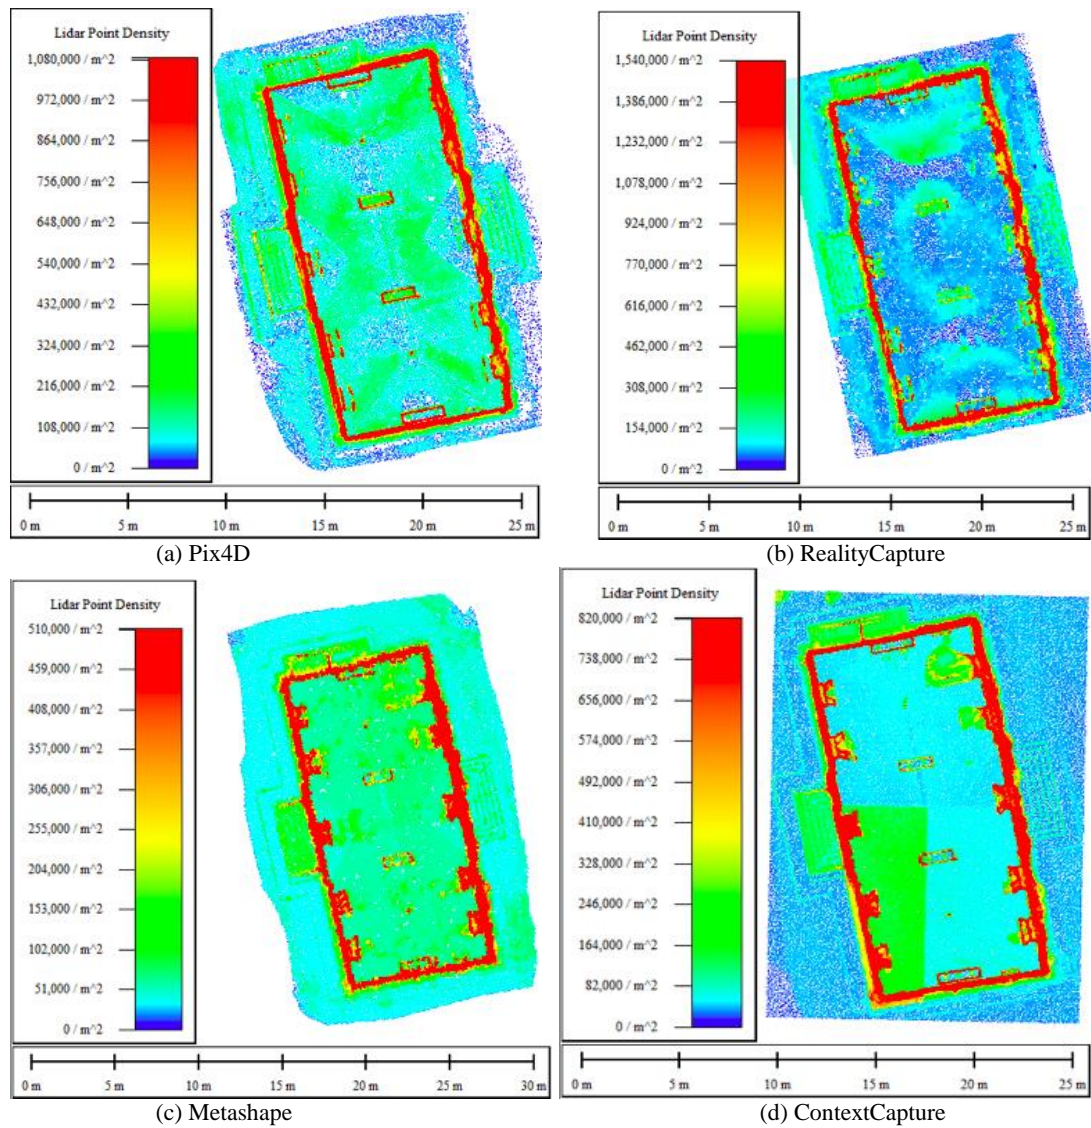 Lidar Point Density
1,080,000 / m^2
972,000 / m^2
864,000 / m^2
756,000 / m^2
648,000 / m^2
540,000 / m^2
432,000 / m^2
324,000 / m^2
216,000 / m^2
108,000 / m^2
0 / m^2
0 m 5 m 10 m 15 m 20 m 25 m
(a) Pix4D
Lidar Point Density
1,540,000 / m^2
1,386,000 / m^2
1,232,000 / m^2
1,078,000 / m^2
924,000 / m^2
770,000 / m^2
616,000 / m^2
462,000 / m^2
308,000 / m^2
154,000 / m^2
0 / m^2
0 m 5 m 10 m 15 m 20 m 25 m
(b) RealityCapture
Lidar Point Density
510,000 / m^2
459,000 / m^2
408,000 / m^2
357,000 / m^2
306,000 / m^2
255,000 / m^2
204,000 / m^2
153,000 / m^2
102,000 / m^2
51,000 / m^2
0 / m^2
0 m 5 m 10 m 15 m 20 m 25 m 30 m
(c) Metashape
Lidar Point Density
820,000 / m^2
738,000 / m^2
656,000 / m^2
574,000 / m^2
492,000 / m^2
410,000 / m^2
328,000 / m^2
246,000 / m^2
164,000 / m^2
82,000 / m^2
0 / m^2
0 m 5 m 10 m 15 m 20 m 25 m
(d) ContextCapture